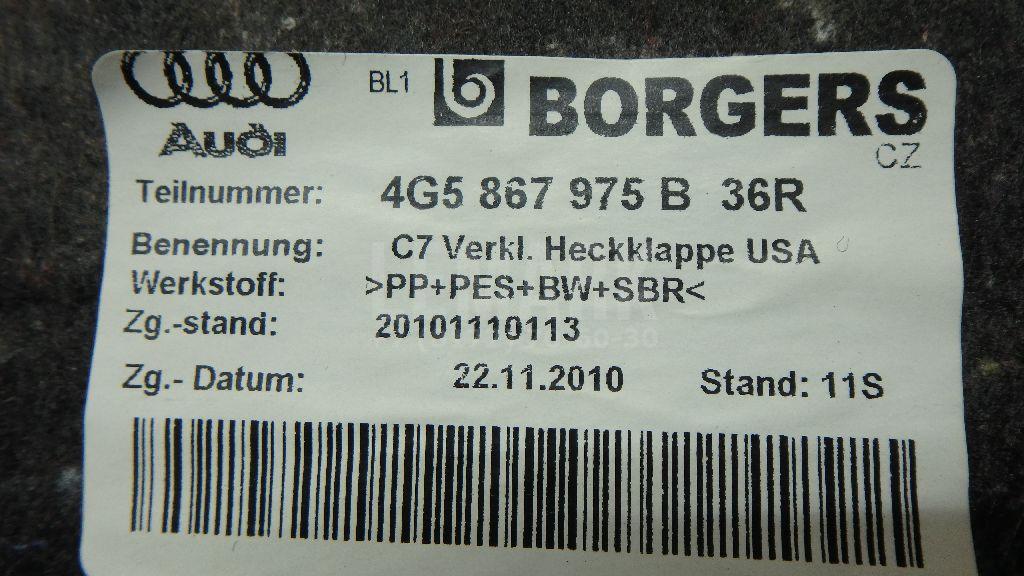 BL1 BORGERS
Audi CZ
Teilnummer: 4G5 867 975 B 36R
Benennung: C7 Verkl. Heckklappe USA
Werkstoff: >PP+PES+BW+SBR<
Zg.-stand: 20101110113
Zg.- Datum: 22.11.2010 Stand: 11S